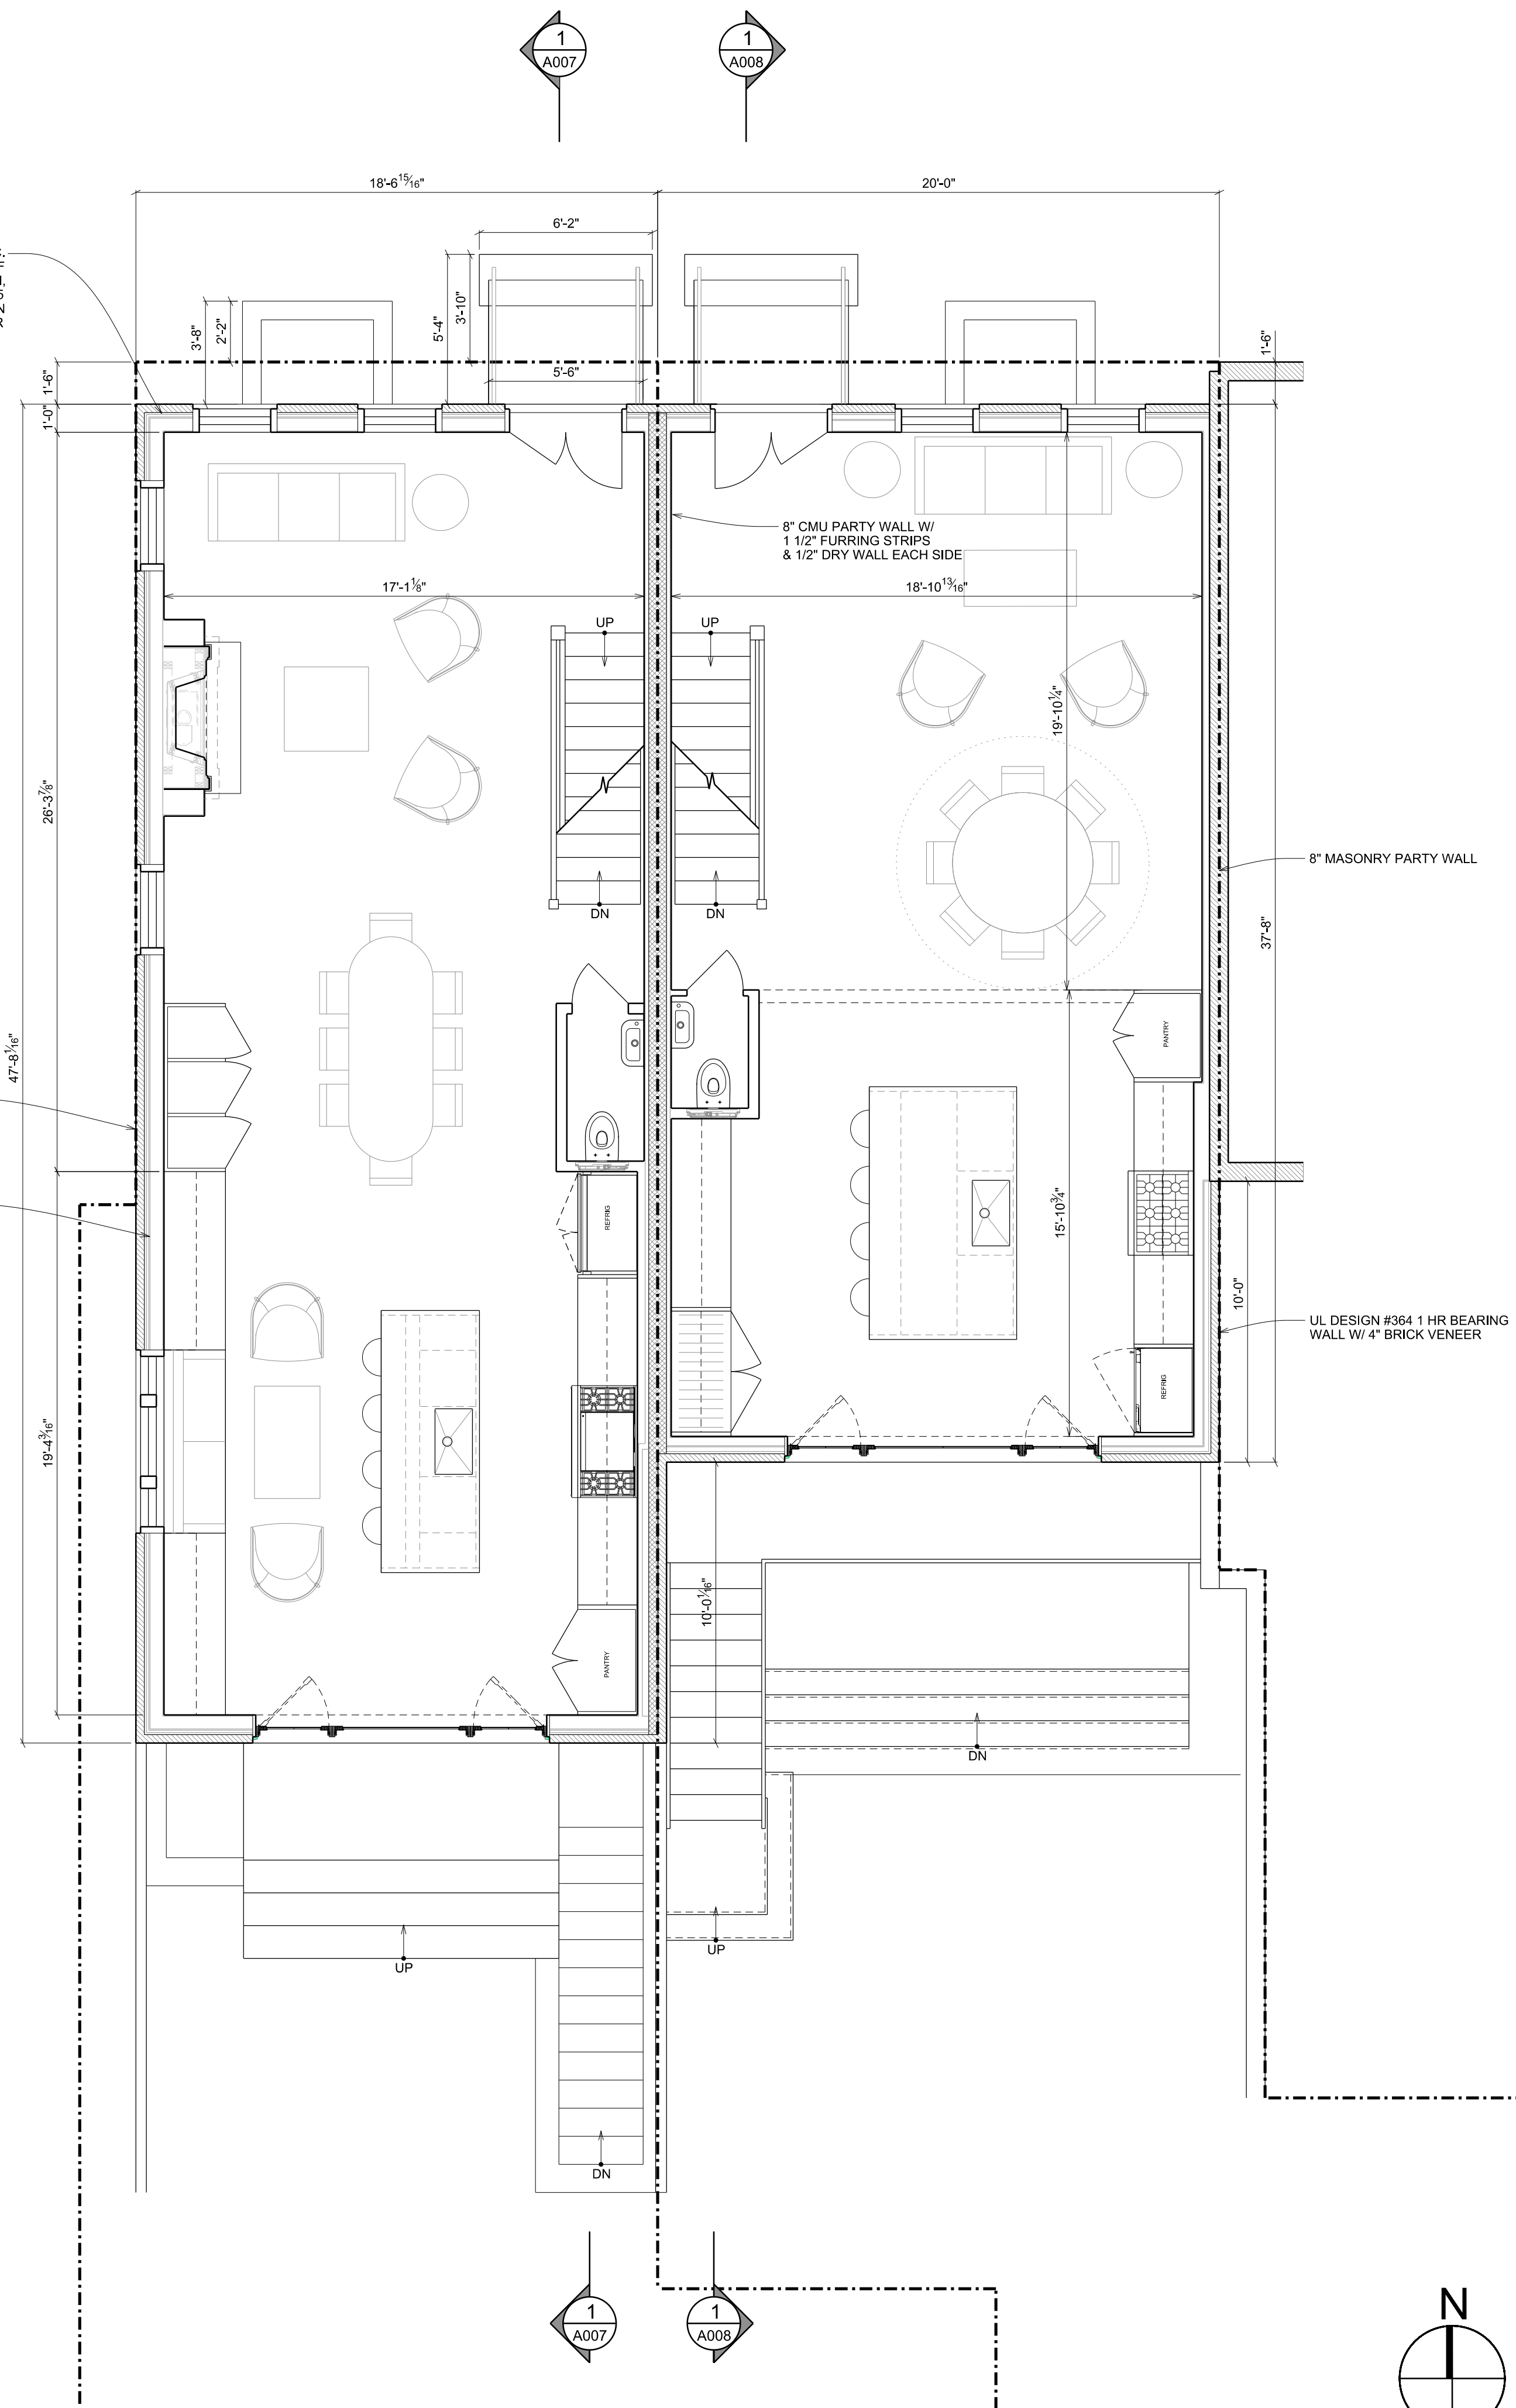 1
A007
1
A008
18'-6 15/16"
20'-0"
6'-2"
3'-8"
2'-2"
5'-4"
3'-10"
1'-6"
1'-6"
1'-0"
5'-6"
8" CMU PARTY WALL W/
1 1/2" FURRING STRIPS
& 1/2" DRY WALL EACH SIDE
17'-1 1/8"
18'-10 13/16"
UP
UP
19'-10 1/4"
26'-3 7/8"
8" MASONRY PARTY WALL
DN
DN
37'-8"
PANTRY
47'-8 1/16"
REFRIG
15'-10 3/4"
10'-0"
UL DESIGN #364 1 HR BEARING
WALL W/ 4" BRICK VENEER
REFRIG
19'-4 3/16"
10'-0 1/16"
PANTRY
DN
UP
UP
DN
1
A007
1
A008
N